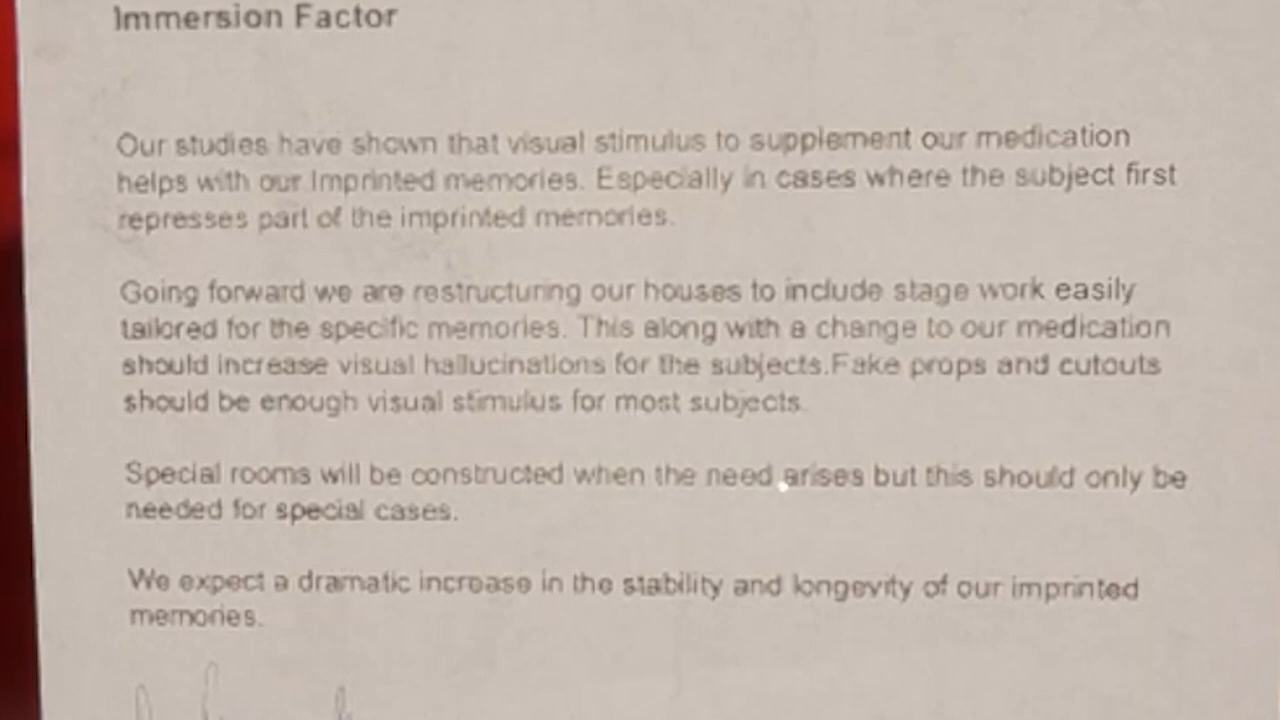 Immersion Factor
Our studies have shown that visual stimulus to supplement our medication
helps with our Imprinted memories. Especially in cases where the subject first
represses part of the imprinted memories.
Going forward we are restructuring our houses to include stage work easily
tailored for the specific memories. This along with a change to our medication
should increase visual hallucinations for the subjects.Fake props and cutouts
should be enough visual stimulus for most subjects.
Special rooms will be constructed when the need arises but this should only be
needed for special cases.
We expect a dramatic increase in the stability and longevity of our imprinted
memories.